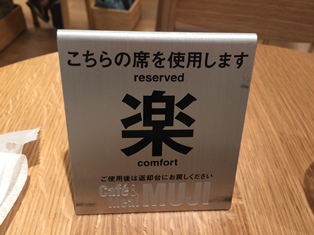 こちらの席を使用します
reserved
楽
comfort
ご使用後は返却台にお戻しください
Café&
Meal MUJI